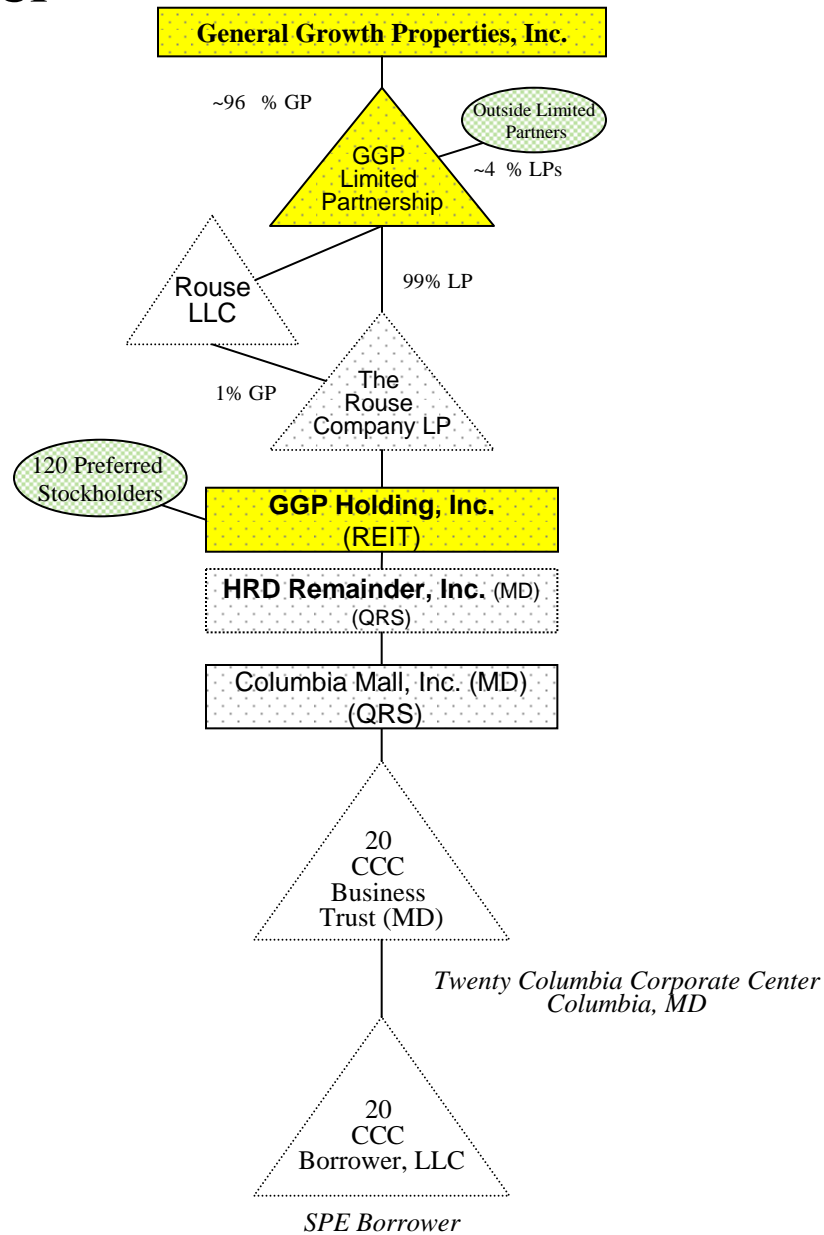 General Growth Properties, Inc.
~96 % GP
Outside Limited
Partners
GGP
Limited
Partnership
~4 % LPs
Rouse
LLC
99% LP
1% GP
The
Rouse
Company LP
120 Preferred
Stockholders
GGP Holding, Inc.
(REIT)
HRD Remainder, Inc. (MD)
(QRS)
Columbia Mall, Inc. (MD)
(QRS)
20
CCC
Business
Trust (MD)
Twenty Columbia Corporate Center
Columbia, MD
20
CCC
Borrower, LLC
SPE Borrower